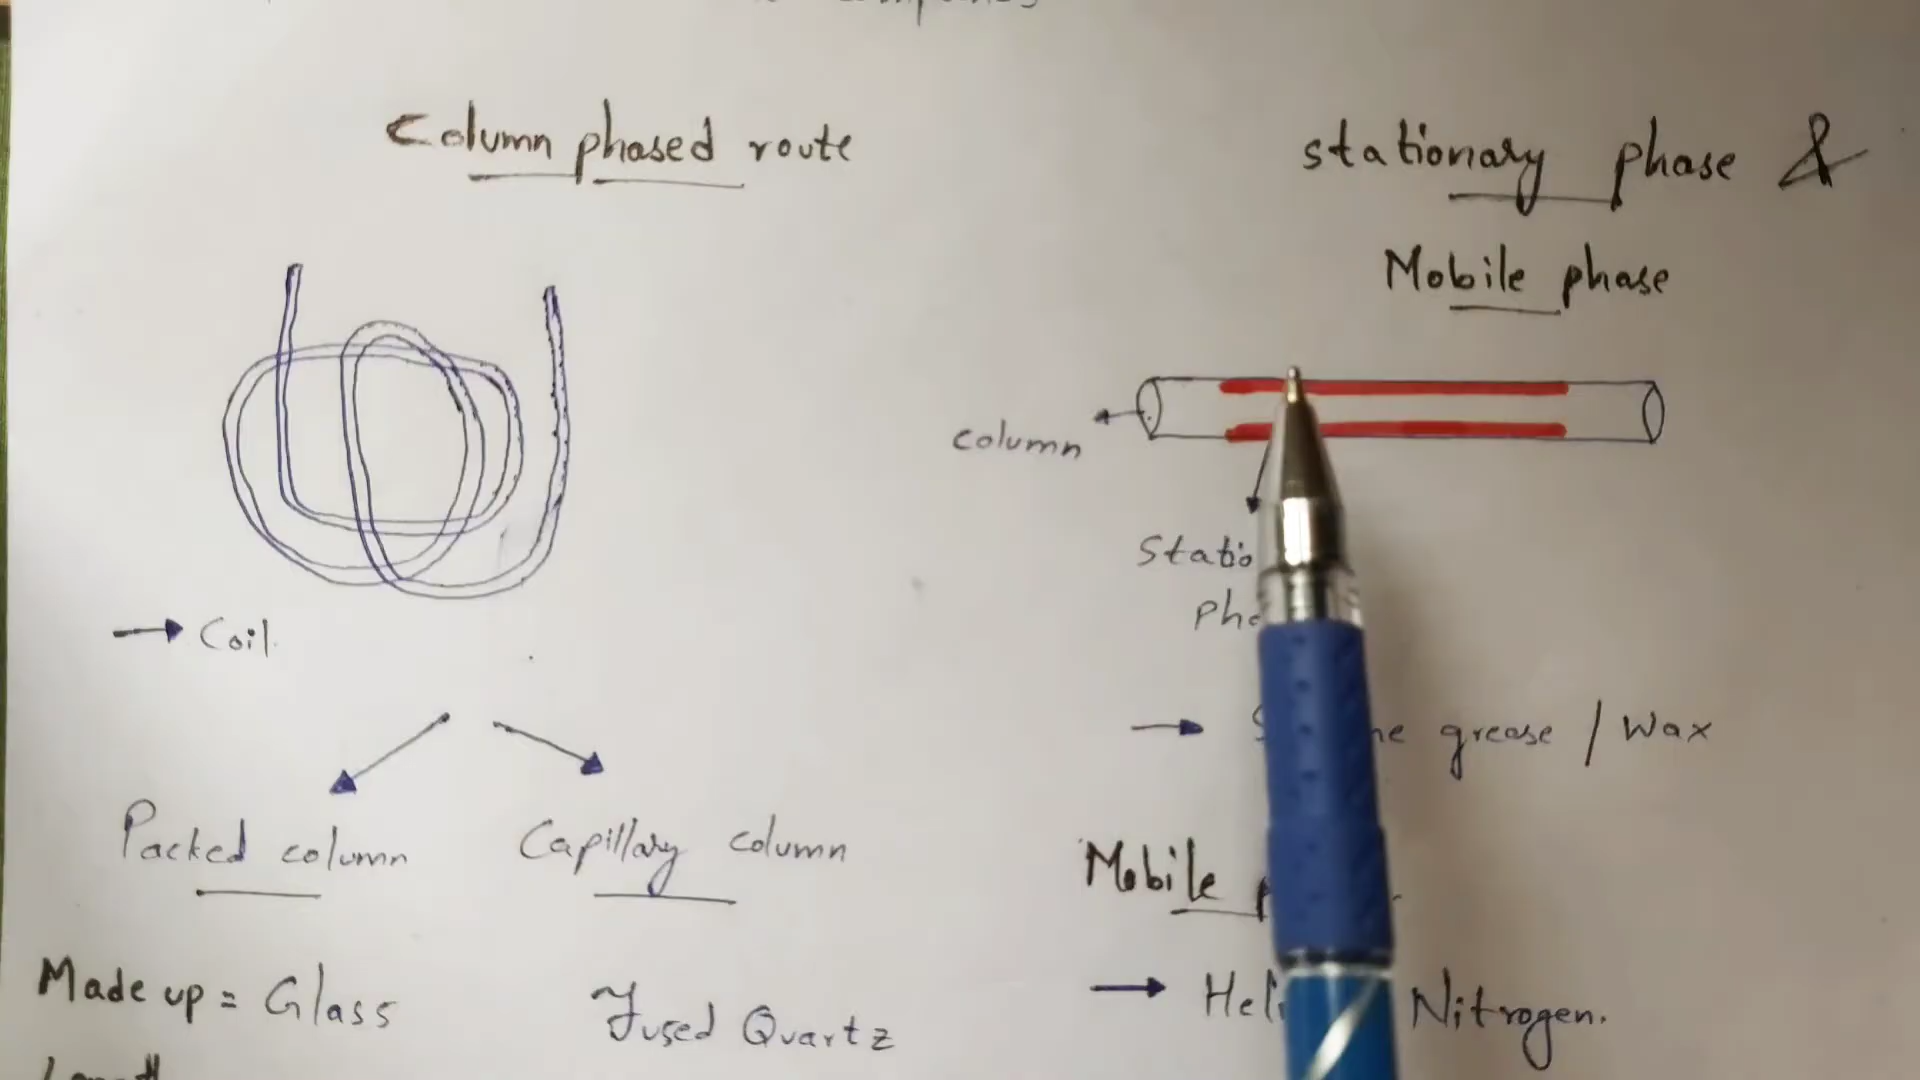 Column phased route
→ Coil.
Packed column
Capillary column
Made up = Glass
Fused Quartz
stationary phase &
Mobile phase
column
grease / Wax
Mobile
→ Nitrogen.